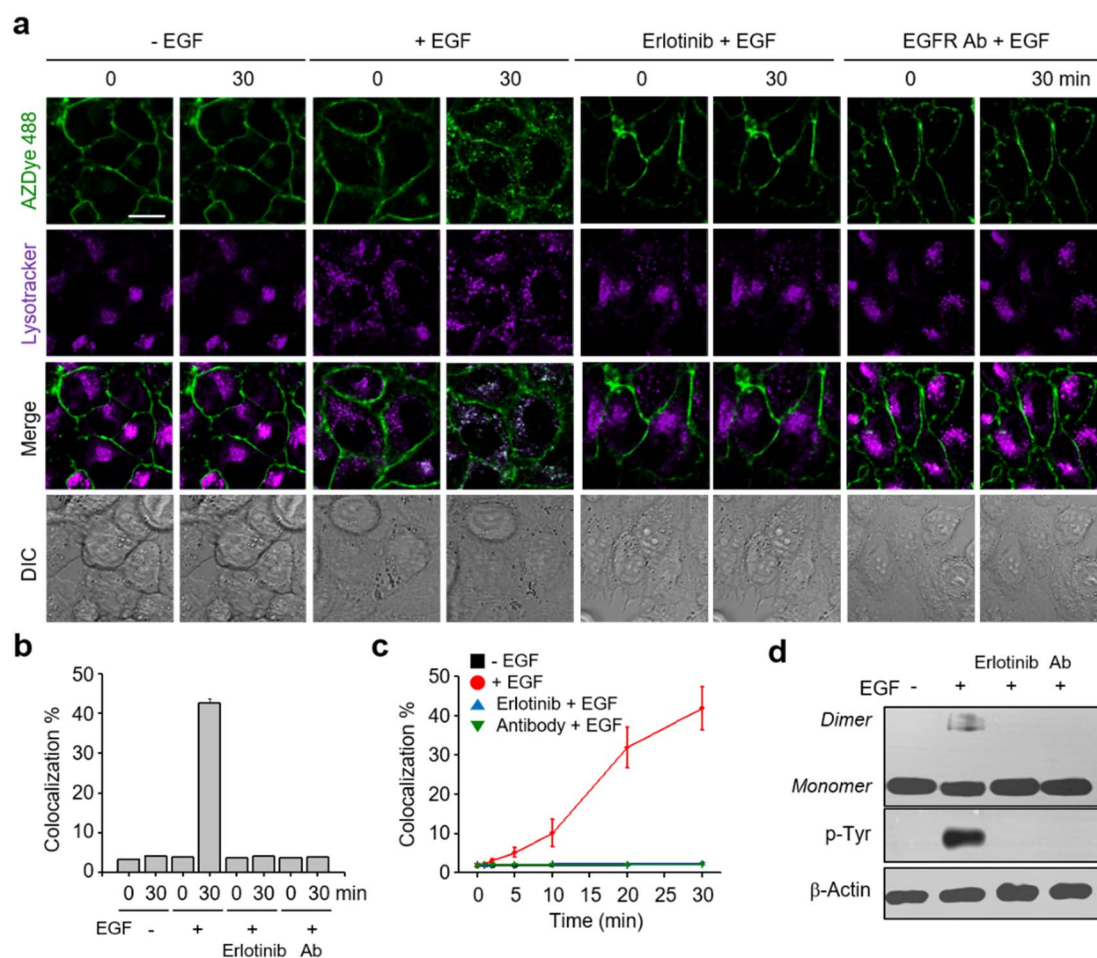 a
- EGF + EGF Erlotinib + EGF EGFR Ab + EGF
0 30 0 30 0 30 0 30 min
AZDye 488
Lysotracker
Merge
DIC
b
Colocalization %
50
40
30
20
10
0
0 30 0 30 0 30 0 30 min
EGF - + + +
Erlotinib Ab
c
- EGF
+ EGF
Erlotinib + EGF
Antibody + EGF
Colocalization %
50
40
30
20
10
0
0 5 10 15 20 25 30
Time (min)
d
Erlotinib Ab
EGF - + + +
Dimer
Monomer
p-Tyr
β-Actin